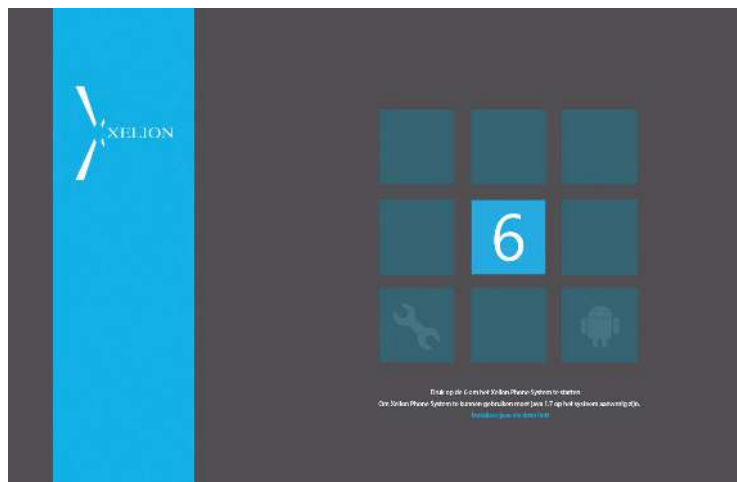 XELION
6
Druk op de 6 om het Xelion Phone System te starten
Om Xelion Phone System te kunnen gebruiken moet Java 1.7 op het systeem aanwezig zijn.